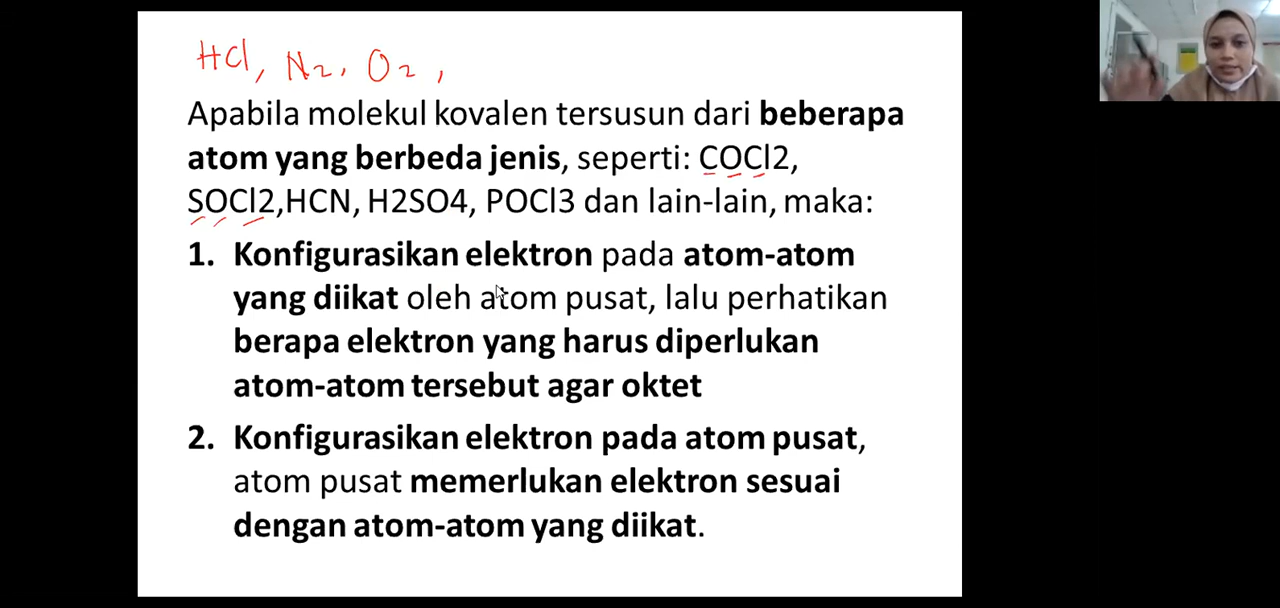 HCl, N2, O2,
Apabila molekul kovalen tersusun dari beberapa
atom yang berbeda jenis, seperti: COCl2,
SOCl2,HCN, H2SO4, POCl3 dan lain-lain, maka:
1. Konfigurasikan elektron pada atom-atom
yang diikat oleh atom pusat, lalu perhatikan
berapa elektron yang harus diperlukan
atom-atom tersebut agar oktet
2. Konfigurasikan elektron pada atom pusat,
atom pusat memerlukan elektron sesuai
dengan atom-atom yang diikat.